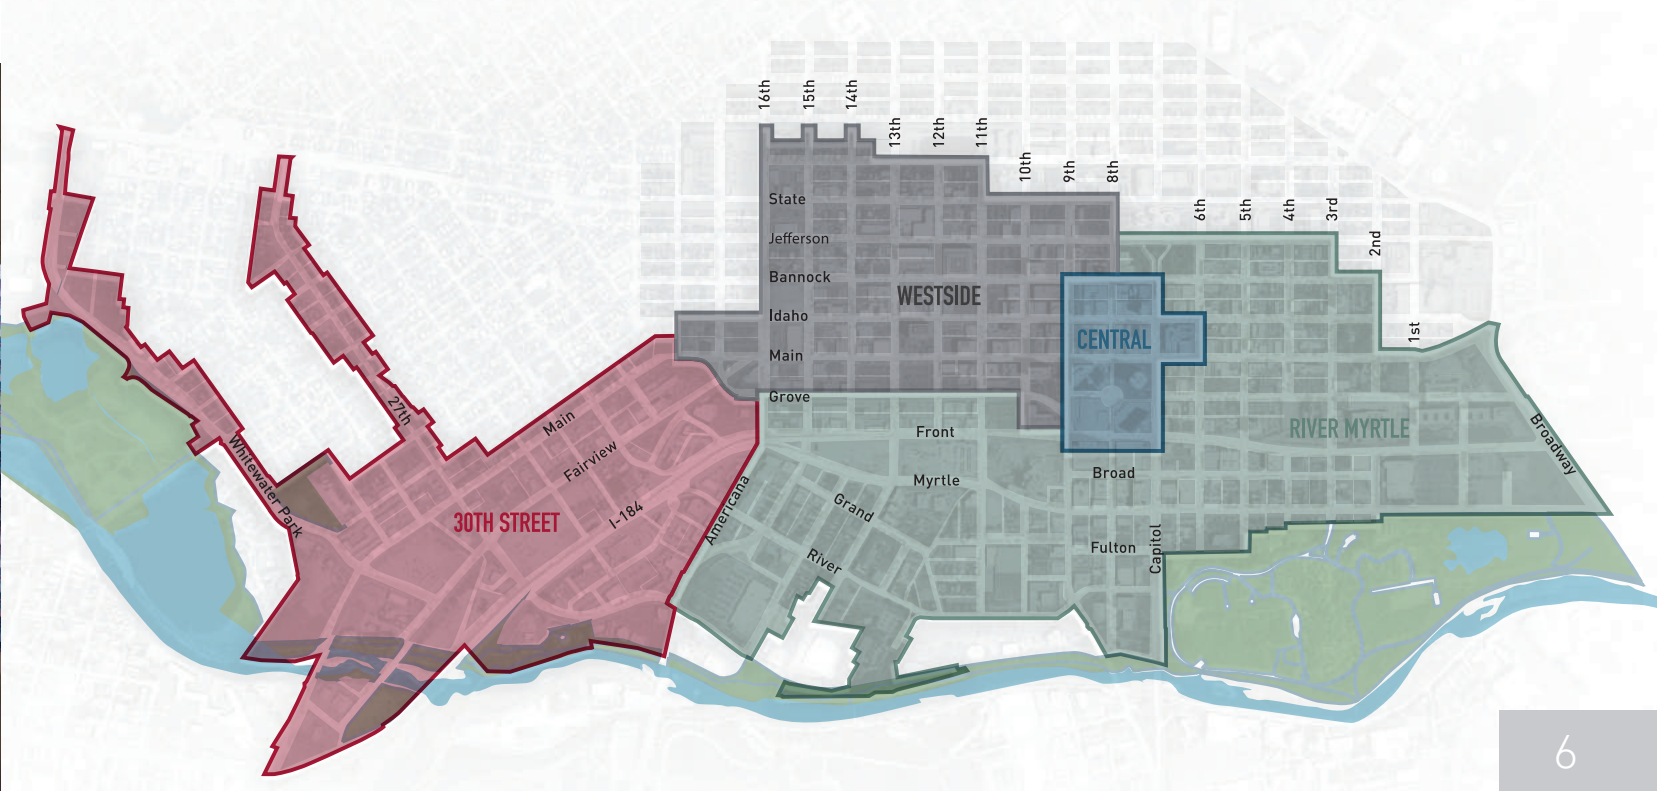 16th
15th
14th
13th
12th
11th
10th
9th
8th
6th
5th
4th
3rd
2nd
1st
State
Jefferson
Bannock
Idaho
Main
Grove
WESTSIDE
CENTRAL
RIVER MYRTLE
Broadway
27th
Main
Fairview
I-184
Whitewater Park
30TH STREET
Americana
Front
Myrtle
Grand
River
Broad
Fulton
Capitol
6